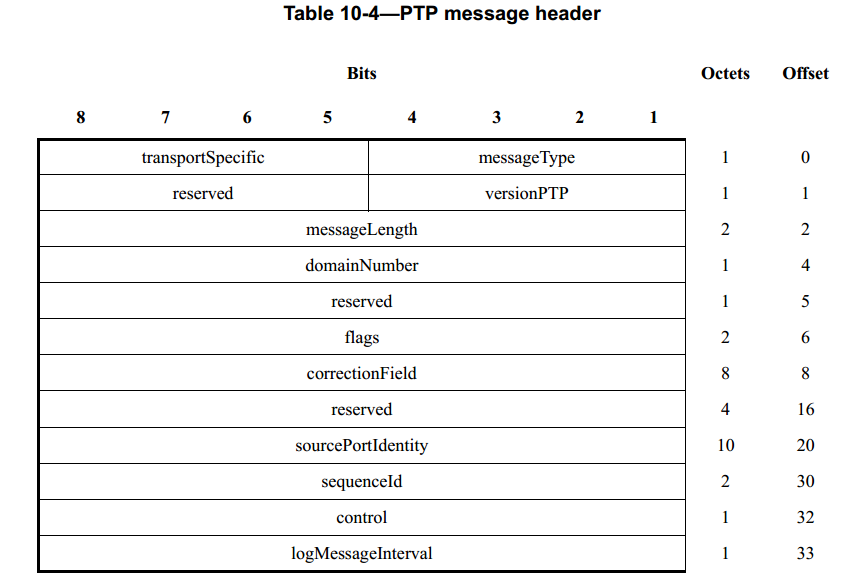 Table 10-4—PTP message header
Bits Octets Offset
8 7 6 5 4 3 2 1
transportSpecific messageType 1 0
reserved versionPTP 1 1
messageLength 2 2
domainNumber 1 4
reserved 1 5
flags 2 6
correctionField 8 8
reserved 4 16
sourcePortIdentity 10 20
sequenceId 2 30
control 1 32
logMessageInterval 1 33